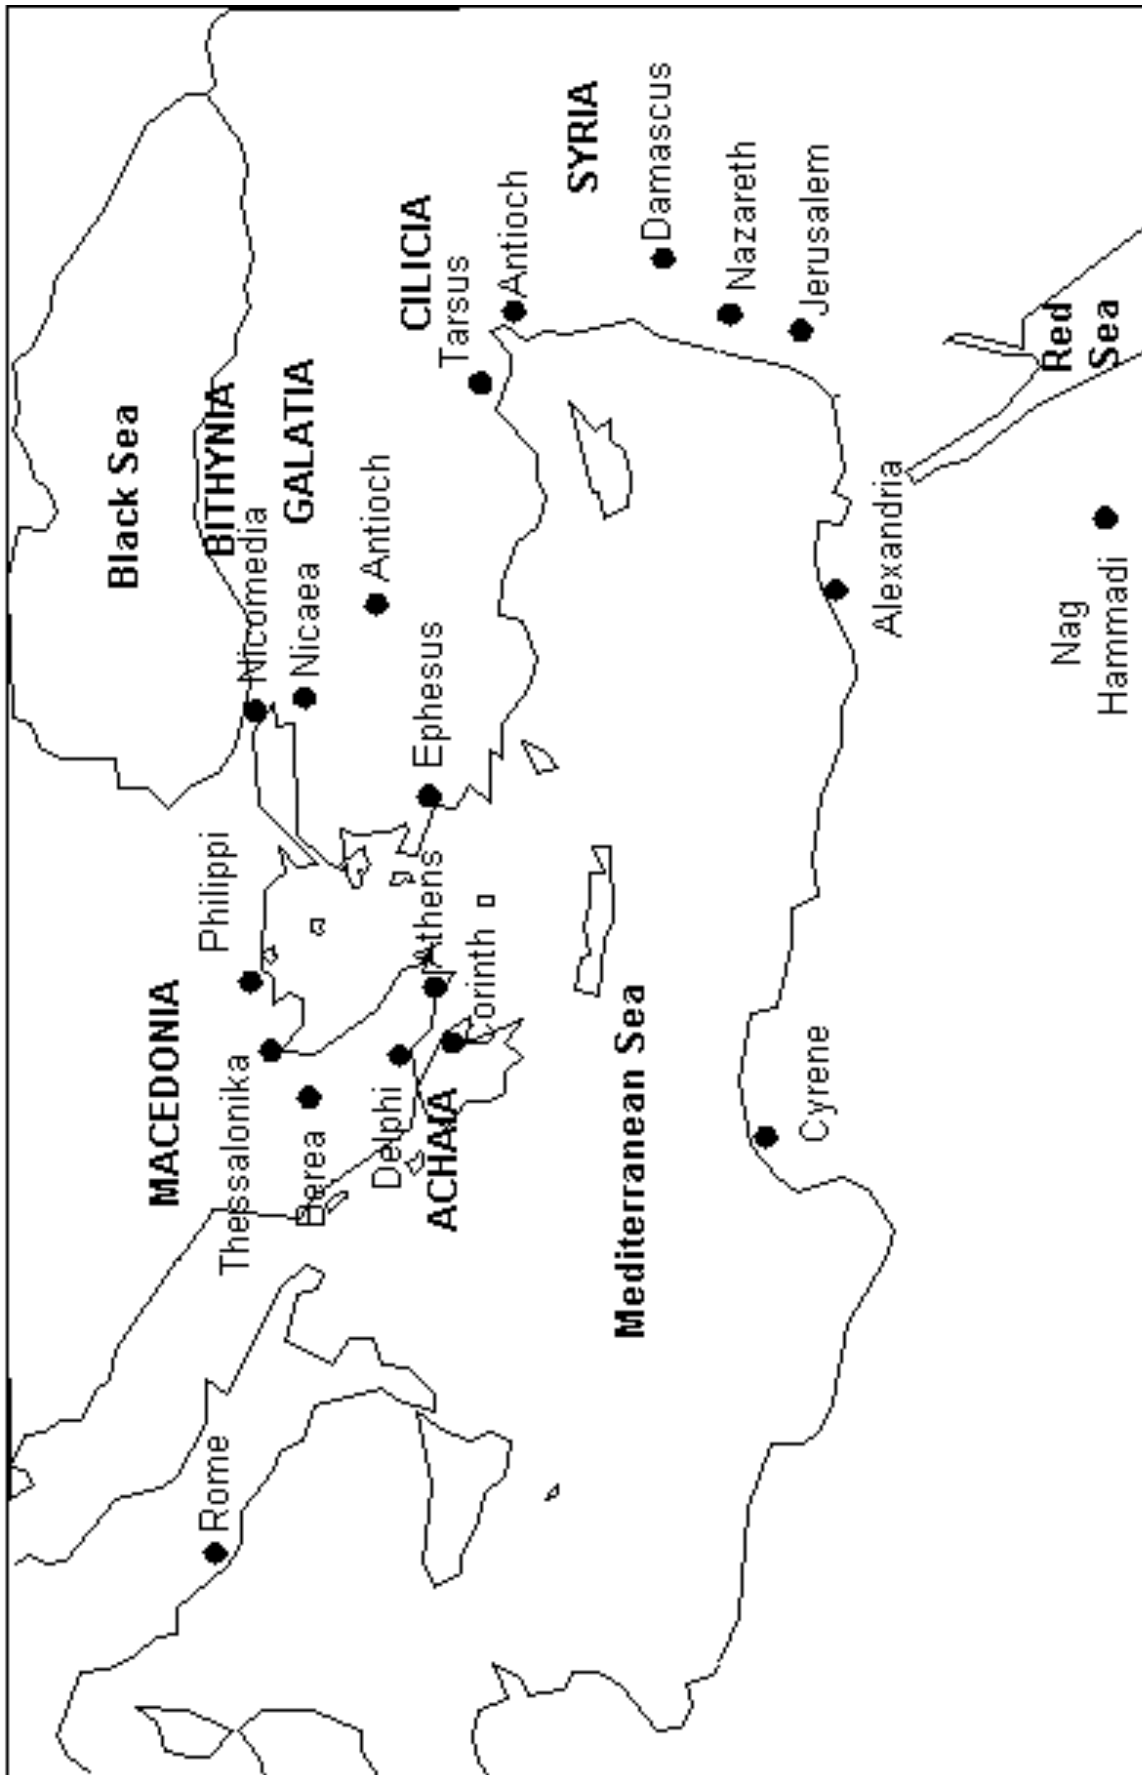 Black Sea
BITHYNIA
Nicomedia
GALATIA
Nicaea
Antioch
CILICIA
Tarsus
Antioch
SYRIA
Damascus
Nazareth
Jerusalem
Red
Sea
MACEDONIA
Philippi
Thessalonika
Berea
Delphi
ACHAIA
Athens
Corinth
Ephesus
Rome
Mediterranean Sea
Cyrene
Alexandria
Nag
Hammadi